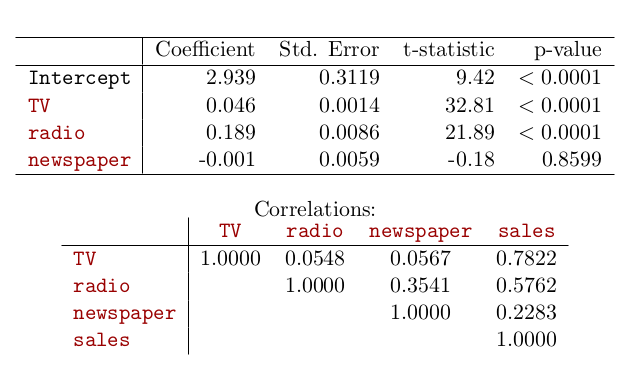 Coefficient Std. Error t-statistic p-value
Intercept 2.939 0.3119 9.42 < 0.0001
TV 0.046 0.0014 32.81 < 0.0001
radio 0.189 0.0086 21.89 < 0.0001
newspaper -0.001 0.0059 -0.18 0.8599
Correlations:
TV radio newspaper sales
TV 1.0000 0.0548 0.0567 0.7822
radio 1.0000 0.3541 0.5762
newspaper 1.0000 0.2283
sales 1.0000